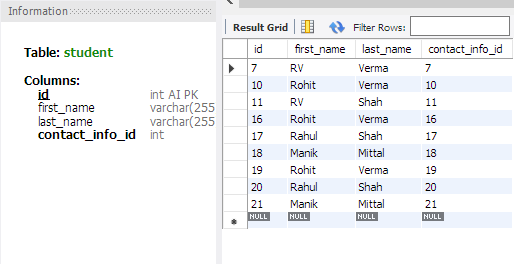 Information
Table: student
Columns:
id int AI PK
first_name varchar(255
last_name varchar(255
contact_info_id int
Result Grid Filter Rows:
id first_name last_name contact_info_id
7 RV Verma 7
10 Rohit Verma 10
11 RV Shah 11
16 Rohit Verma 16
17 Rahul Shah 17
18 Manik Mittal 18
19 Rohit Verma 19
20 Rahul Shah 20
21 Manik Mittal 21
NULL NULL NULL NULL